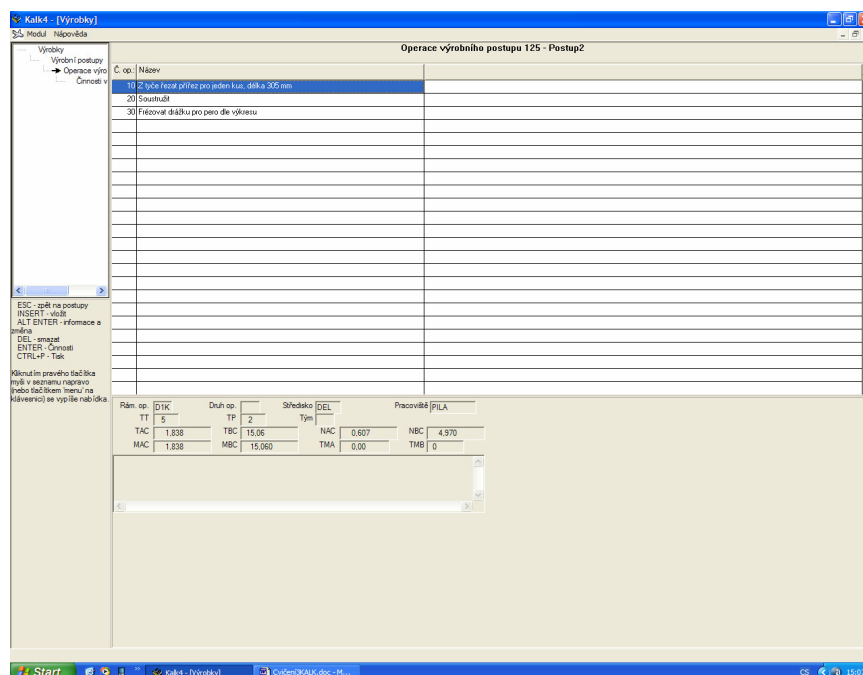 Kalk4 - [Výrobky]
Modul Nápověda
Výrobky
Výrobní postupy
Operace výro
Činnosti v
Operace výrobního postupu 125 - Postup2
Č. op.: Název
10 Z tyče řezat přířez pro jeden kus, délka 305 mm
20 Soustružit
30 Frézovat drážku pro pero dle výkresu
ESC - zpět na postupy
INSERT - vložit
ALT ENTER - informace a
změna
DEL - smazat
ENTER - Činnosti
CTRL+P - Tisk
Kliknutím pravého tlačítka
myši v seznamu napravo
(nebo tlačítkem 'menu' na
klávesnici) se vypíše nabídka.
Rám. op. D1K Druh op. Středisko DEL Pracoviště PILA
TT 5 TP 2 Tým
TAC 1,838 TBC 15,06 NAC 0,607 NBC 4,970
MAC 1,838 MBC 15,060 TMA 0,00 TMB 0
Start Kalk4 - [Výrobky] Cvičení3KALK.doc - M... CS 15:0